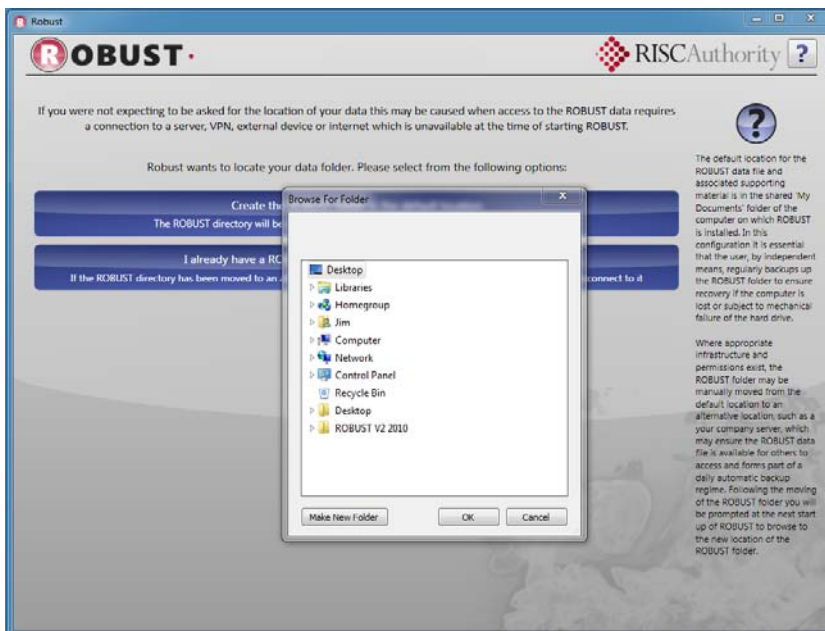 Robust
ROBUST
RISCAuthority ?
If you were not expecting to be asked for the location of your data this may be caused when access to the ROBUST data requires
a connection to a server, VPN, external device or internet which is unavailable at the time of starting ROBUST.
Robust wants to locate your data folder. Please select from the following options:
Create th
The ROBUST directory will be
I already have a RO
If the ROBUST directory has been moved to an
connect to it
Browse For Folder
Desktop
Libraries
Homegroup
Jim
Computer
Network
Control Panel
Recycle Bin
Desktop
ROBUST V2 2010
Make New Folder
OK
Cancel
?
The default location for the
ROBUST data file and
associated supporting
material is in the shared 'My
Documents' folder of the
computer on which ROBUST
is installed. In this
configuration it is essential
that the user, by independent
means, regularly backups up
the ROBUST folder to ensure
recovery if the computer is
lost or subject to mechanical
failure of the hard drive.
Where appropriate
infrastructure and
permissions exist, the
ROBUST folder may be
manually moved from the
default location to an
alternative location, such as a
your company server, which
may ensure the ROBUST data
file is available for others to
access and forms part of a
daily automatic backup
regime. Following the moving
of the ROBUST folder you will
be prompted at the next start
up of ROBUST to browse to
the new location of the
ROBUST folder.